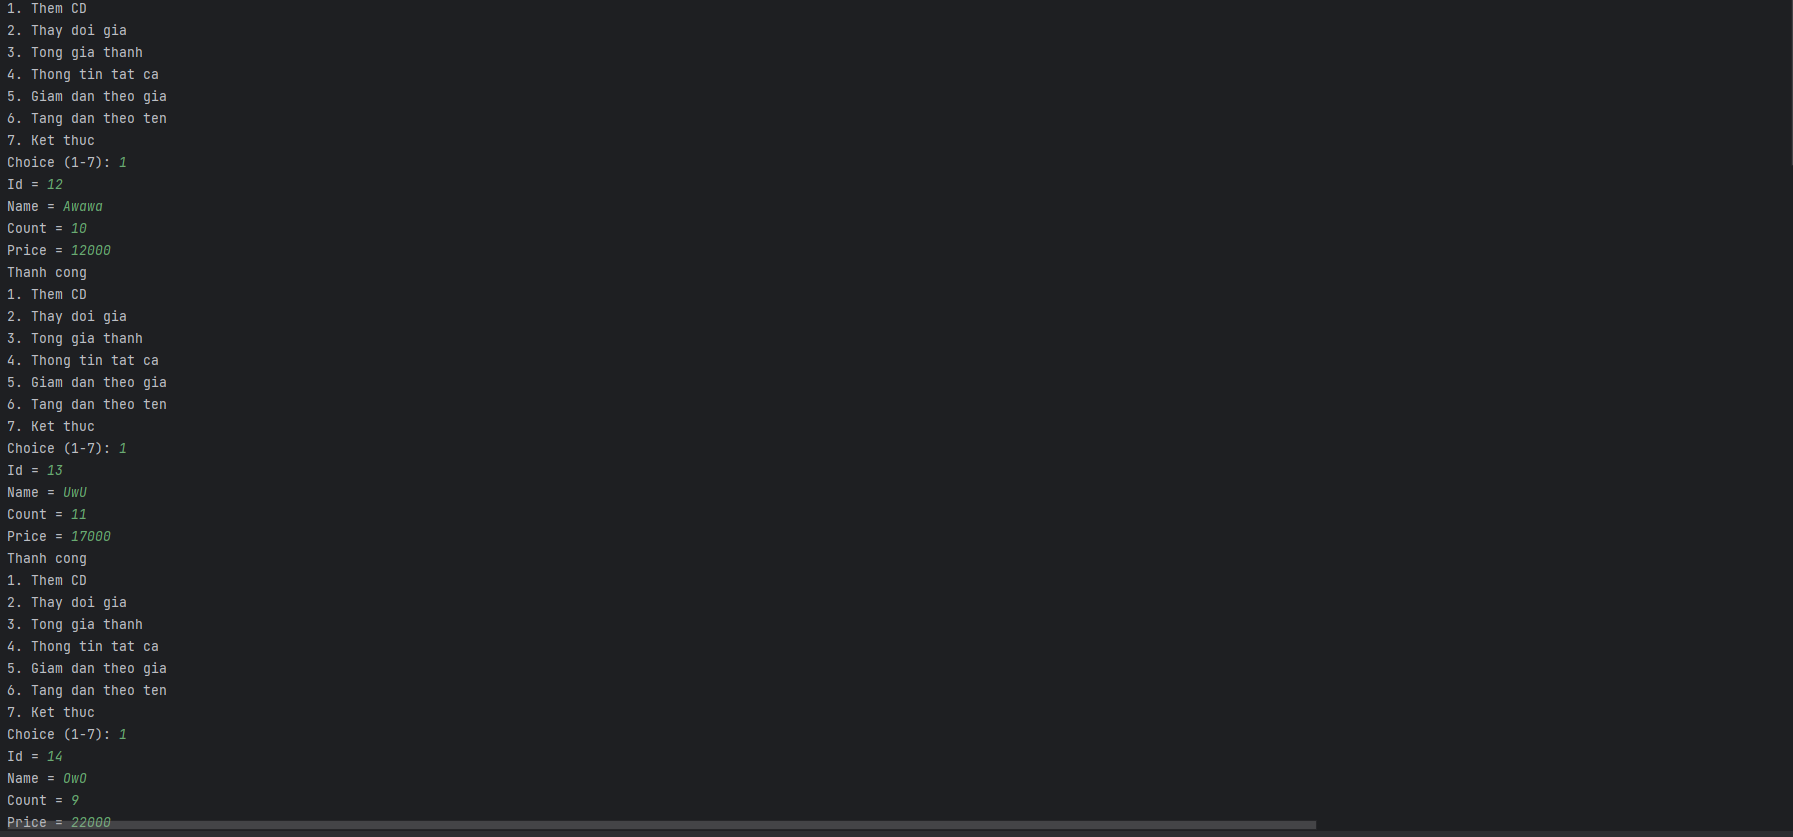 1. Them CD
2. Thay doi gia
3. Tong gia thanh
4. Thong tin tat ca
5. Giam dan theo gia
6. Tang dan theo ten
7. Ket thuc
Choice (1-7): 1
Id = 12
Name = Awawa
Count = 10
Price = 12000
Thanh cong
1. Them CD
2. Thay doi gia
3. Tong gia thanh
4. Thong tin tat ca
5. Giam dan theo gia
6. Tang dan theo ten
7. Ket thuc
Choice (1-7): 1
Id = 13
Name = UwU
Count = 11
Price = 17000
Thanh cong
1. Them CD
2. Thay doi gia
3. Tong gia thanh
4. Thong tin tat ca
5. Giam dan theo gia
6. Tang dan theo ten
7. Ket thuc
Choice (1-7): 1
Id = 14
Name = OwO
Count = 9
Price = 22000